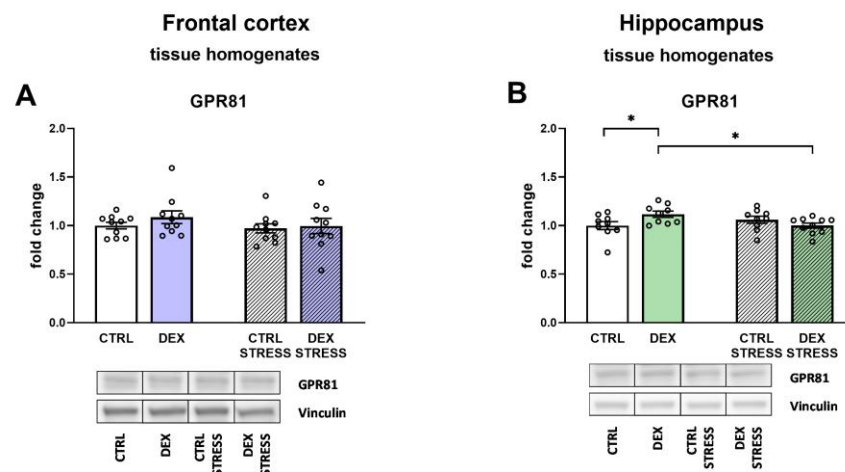 Frontal cortex
tissue homogenates
A
GPR81
fold change
2.0
1.5
1.0
0.5
0.0
CTRL
DEX
CTRL
STRESS
DEX
STRESS
GPR81
Vinculin
CTRL
DEX
CTRL
STRESS
DEX
STRESS
Hippocampus
tissue homogenates
B
GPR81
fold change
2.0
1.5
1.0
0.5
0.0
*
*
CTRL
DEX
CTRL
STRESS
DEX
STRESS
GPR81
Vinculin
CTRL
DEX
CTRL
STRESS
DEX
STRESS